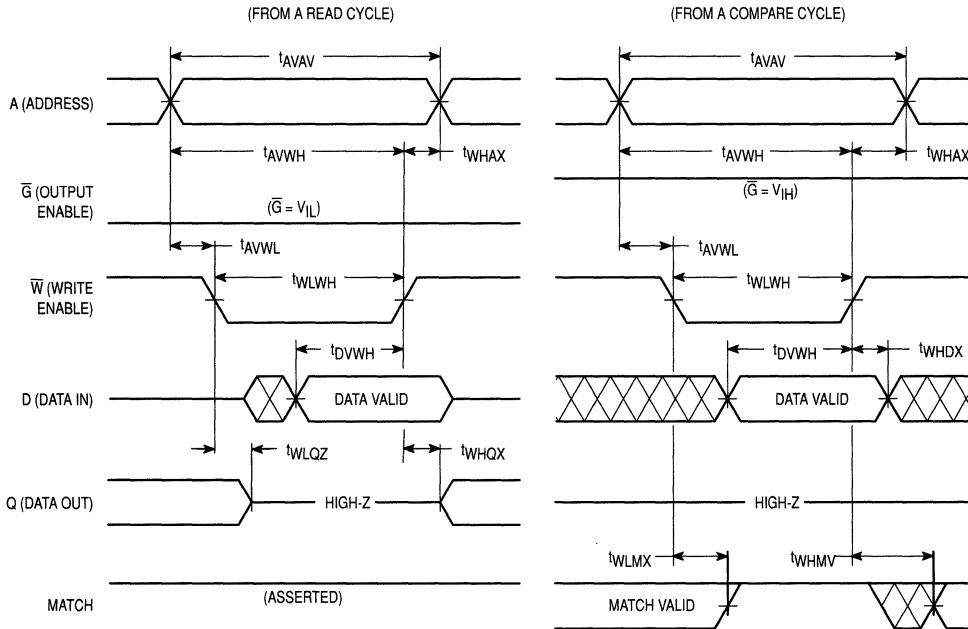 (FROM A READ CYCLE) (FROM A COMPARE CYCLE)
tAVAV tAVAV
A (ADDRESS)
tAVWH tWHAX tAVWH tWHAX
G̅ (OUTPUT ENABLE) (G̅ = VIL) (G̅ = VIH)
tAVWL tAVWL
W̅ (WRITE ENABLE) tWLWH tWLWH
tDVWH tDVWH tWHDX
D (DATA IN) DATA VALID DATA VALID
tWLQZ tWHQX
Q (DATA OUT) HIGH-Z HIGH-Z
tWLMX tWHMV
MATCH (ASSERTED) MATCH VALID